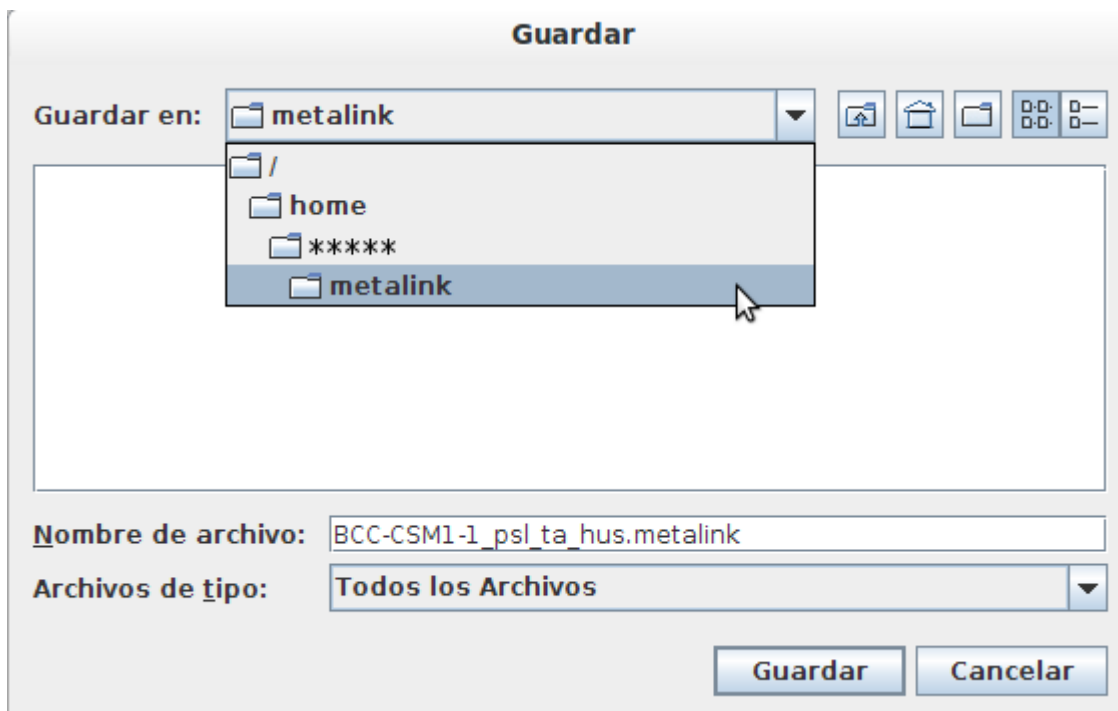 Guardar
Guardar en: metalink
/
home
*****
metalink
Nombre de archivo: BCC-CSM1-1_psl_ta_hus.metalink
Archivos de tipo: Todos los Archivos
Guardar Cancelar